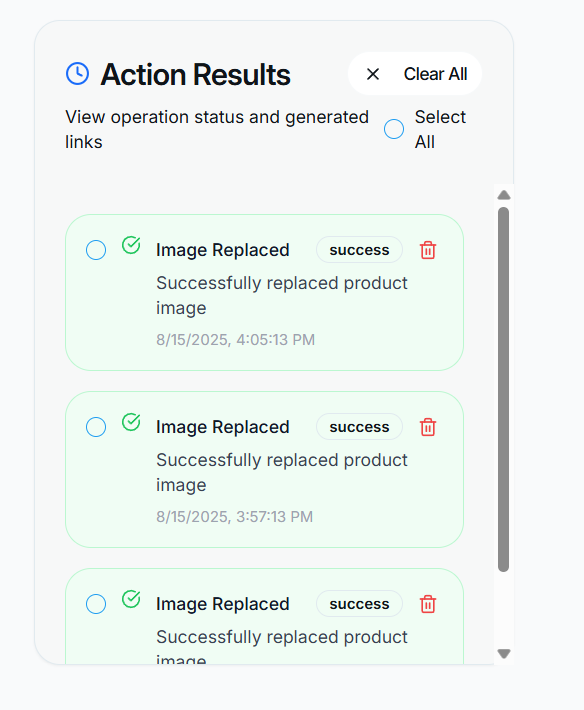 Action Results
Clear All
View operation status and generated
links
Select
All
Image Replaced
success
Successfully replaced product
image
8/15/2025, 4:05:13 PM
Image Replaced
success
Successfully replaced product
image
8/15/2025, 3:57:13 PM
Image Replaced
success
Successfully replaced product
image